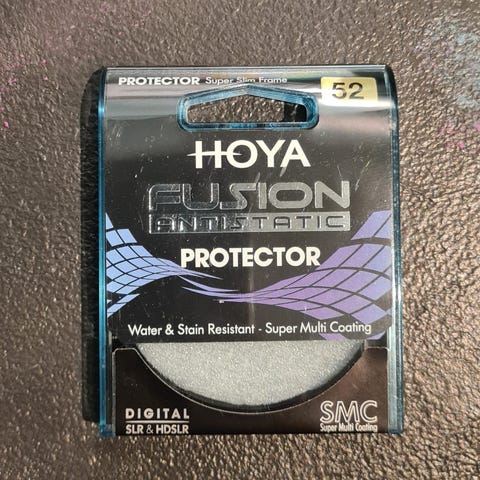 PROTECTOR Super Slim Frame 52
HOYA
FUSION
ANTISTATIC
PROTECTOR
Water & Stain Resistant - Super Multi Coating
DIGITAL
SLR & HDSLR
SMC
Super Multi Coating